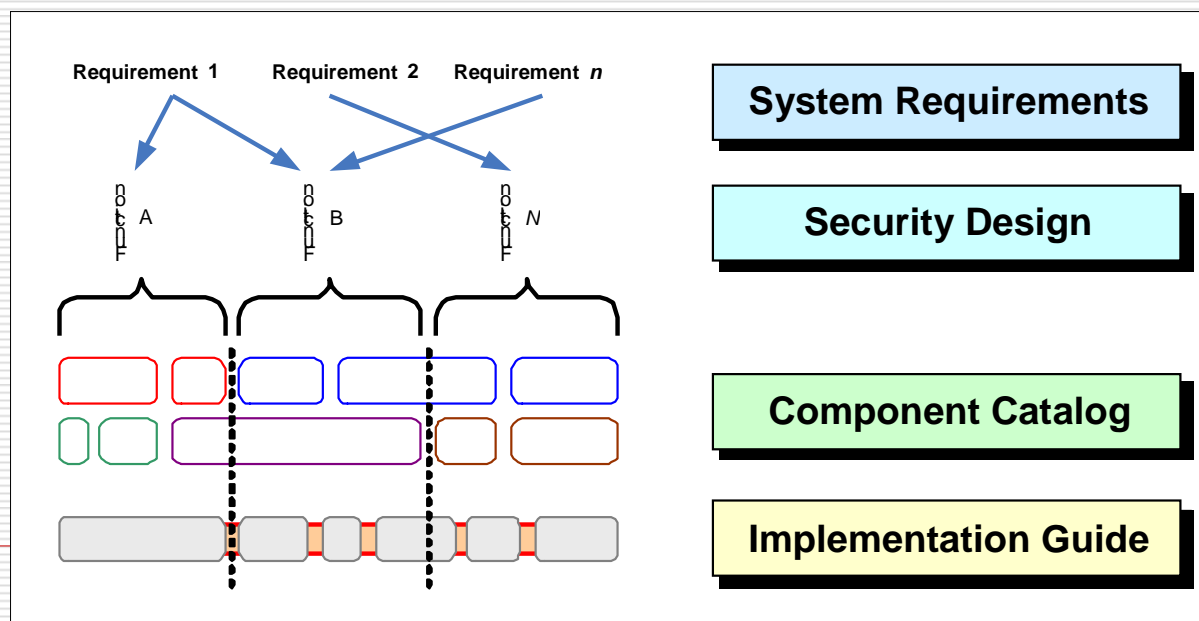 Requirement 1 Requirement 2 Requirement n
System Requirements
Function A Function B Function N
Security Design
Component Catalog
Implementation Guide